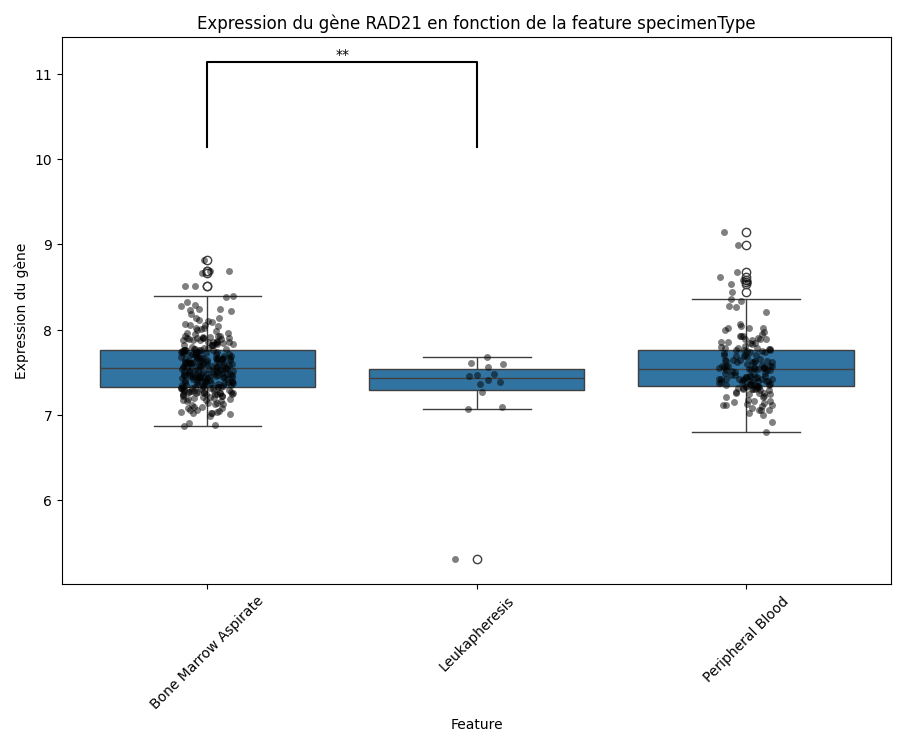 Expression du gène RAD21 en fonction de la feature specimenType
**
11
10
9
8
7
6
Expression du gène
Bone Marrow Aspirate
Leukapheresis
Peripheral Blood
Feature